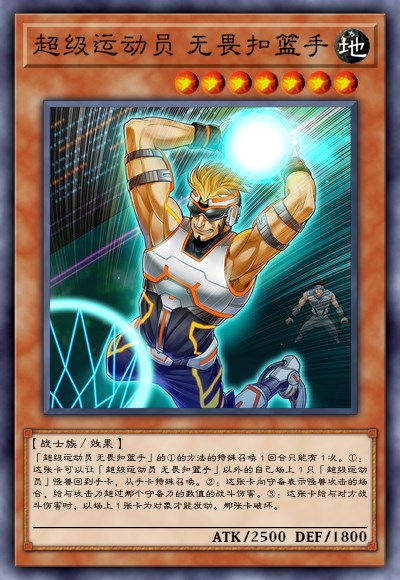 超级运动员 无畏扣篮手
地
【战士族/效果】
「超级运动员 无畏扣篮手」的①的方法的特殊召唤1回合只能有1次。①:
这张卡可以让「超级运动员 无畏扣篮手」以外的自己场上1只「超级运动
员」怪兽回到手卡,从手卡特殊召唤。②:这张卡向守备表示怪兽攻击的场
合,给与攻击力超过那个守备力的数值的战斗伤害。③:这张卡给与对方战
斗伤害时,以场上1张卡为对象才能发动。那张卡破坏。
ATK/2500 DEF/1800